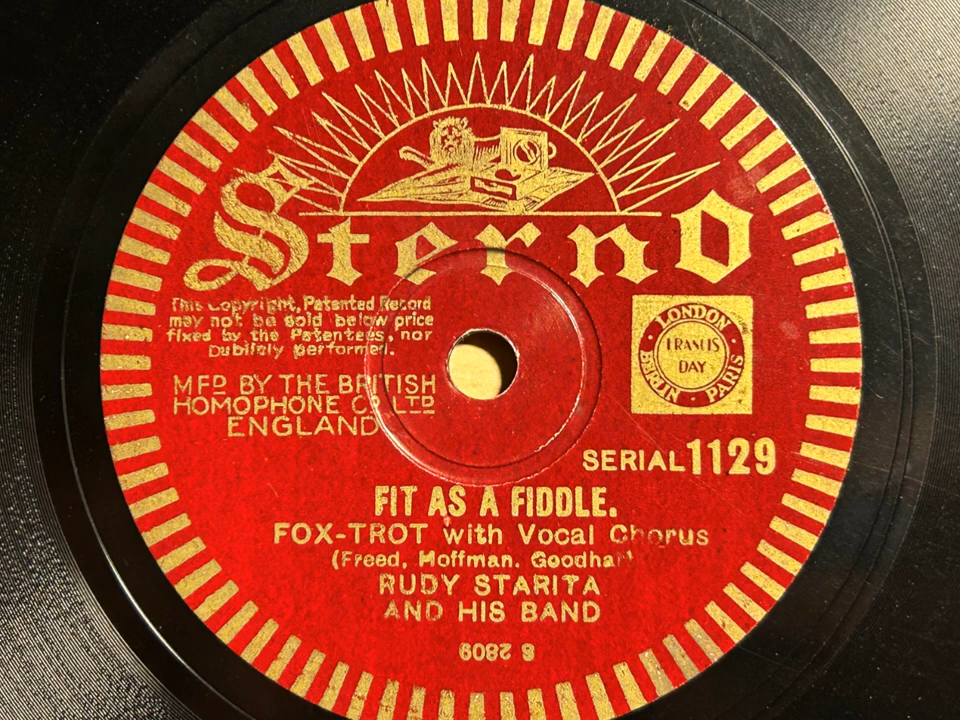 Sterno
This Copyright, Patented Record
may not be sold below price
fixed by the Patentees, nor
Publicly performed.
MFD BY THE BRITISH
HOMOPHONE CO LTD
ENGLAND
LONDON
FRANCIS
DAY
BERLIN · PARIS
SERIAL 1129
FIT AS A FIDDLE.
FOX-TROT with Vocal Chorus
(Freed, Hoffman. Goodhart)
RUDY STARITA
AND HIS BAND
S 2809